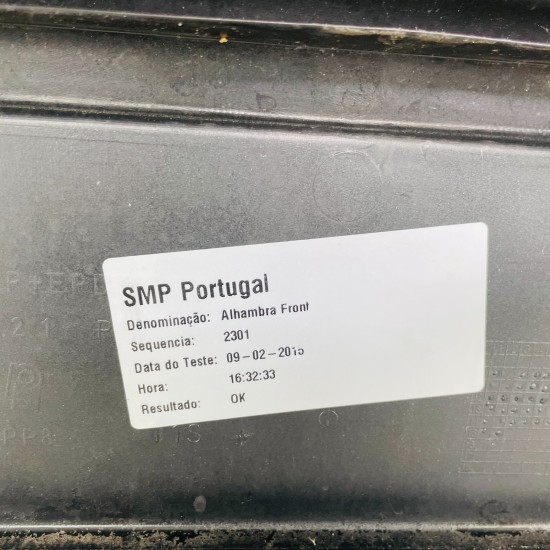 SMP Portugal
Denominação: Alhambra Front
Sequencia: 2301
Data do Teste: 09-02-2015
Hora: 16:32:33
Resultado: OK